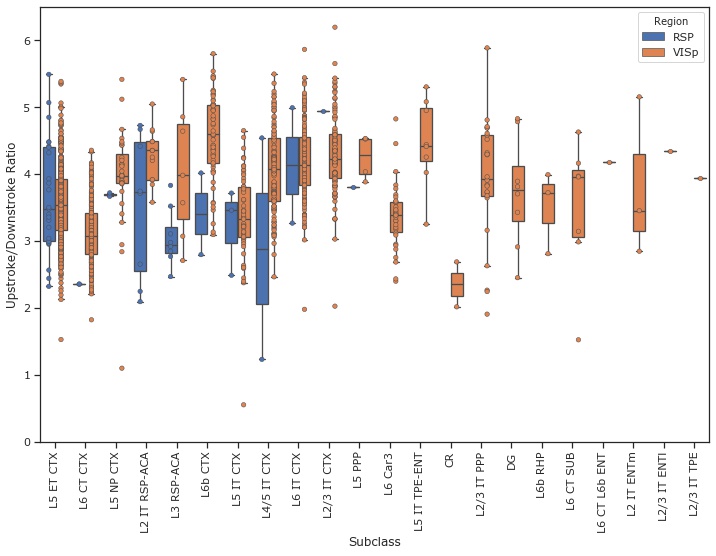 Region
RSP
VISp
Upstroke/Downstroke Ratio
6
5
4
3
2
1
0
L5 ET CTX
L6 CT CTX
L5 NP CTX
L2 IT RSP-ACA
L3 RSP-ACA
L6b CTX
L5 IT CTX
L4/5 IT CTX
L6 IT CTX
L2/3 IT CTX
L5 PPP
L6 Car3
L5 IT TPE-ENT
CR
L2/3 IT PPP
DG
L6b RHP
L6 CT SUB
L6 CT L6b ENT
L2 IT ENTm
L2/3 IT ENTl
L2/3 IT TPE
Subclass